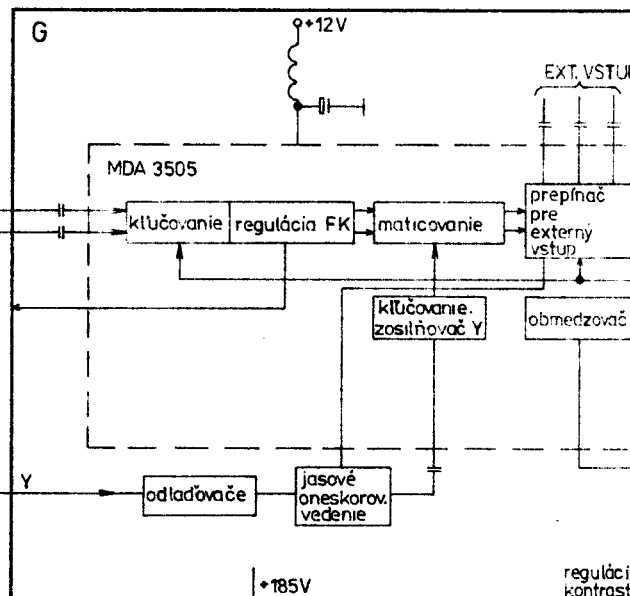 G
+12V
EXT. VSTUP
MDA 3505
kľučovanie
regulácia FK
maticovanie
prepínač
pre
externý
vstup
kľučovanie.
zosilňovač Y
obmedzovač
Y
odlaďovače
jasové
oneskorov.
vedenie
+185V
reguláci
kontrast